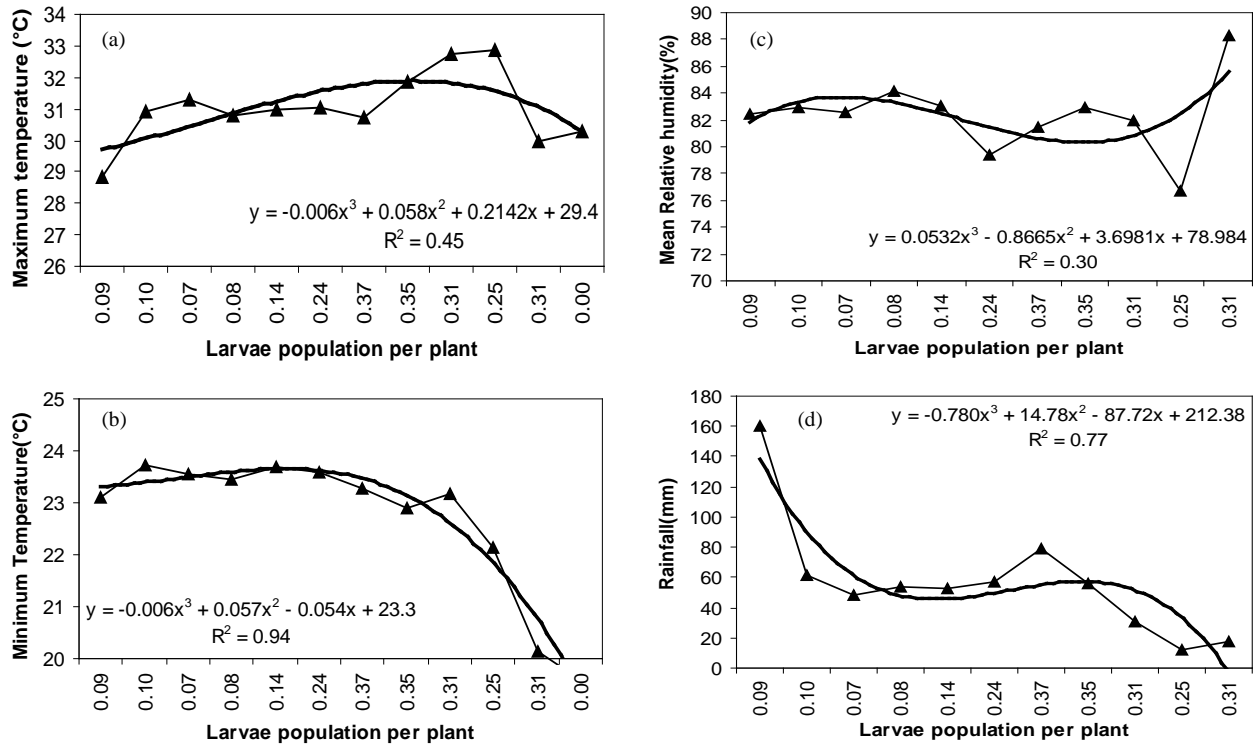 (a)
Maximum temperature (°C)
33
32
31
30
29
28
27
26
y = -0.006x³ + 0.058x² + 0.2142x + 29.4
R² = 0.45
0.09 0.10 0.07 0.08 0.14 0.24 0.37 0.35 0.31 0.25 0.31 0.00
Larvae population per plant
(c)
Mean Relative humidity(%)
90
88
86
84
82
80
78
76
74
72
70
y = 0.0532x³ - 0.8665x² + 3.6981x + 78.984
R² = 0.30
0.09 0.10 0.07 0.08 0.14 0.24 0.37 0.35 0.31 0.25 0.31
Larvae population per plant
(b)
Minimum Temperature(°C)
25
24
23
22
21
20
y = -0.006x³ + 0.057x² - 0.054x + 23.3
R² = 0.94
0.09 0.10 0.07 0.08 0.14 0.24 0.37 0.35 0.31 0.25 0.31 0.00
Larvae population per plant
(d)
Rainfall(mm)
180
160
140
120
100
80
60
40
20
0
y = -0.780x³ + 14.78x² - 87.72x + 212.38
R² = 0.77
0.09 0.10 0.07 0.08 0.14 0.24 0.37 0.35 0.31 0.25 0.31
Larvae population per plant